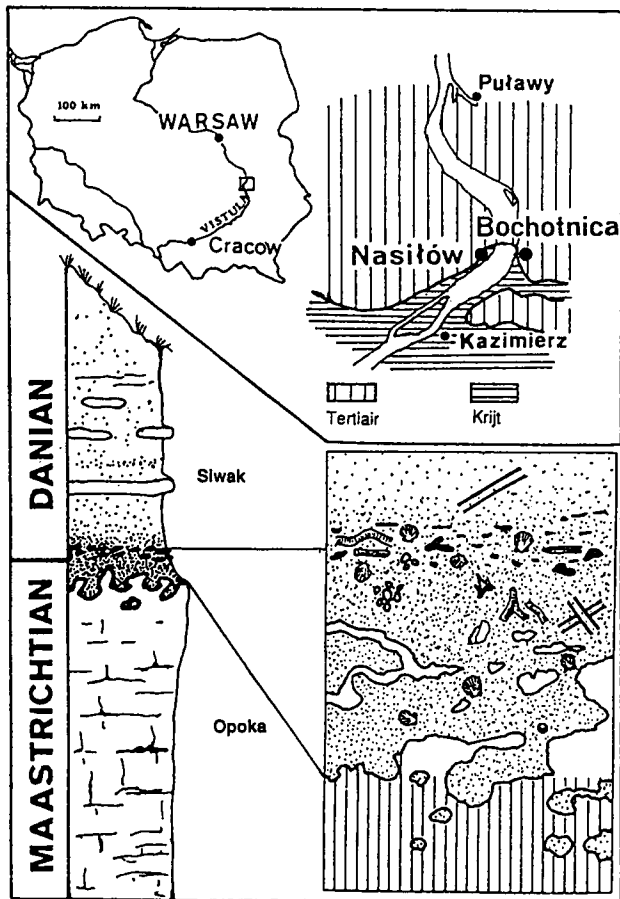 100 km
WARSAW
VISTULA
Cracow
Puławy
Bochotnica
Nasiłów
Kazimierz
Tertiair
Krijt
DANIAN
Siwak
MAASTRICHTIAN
Opoka